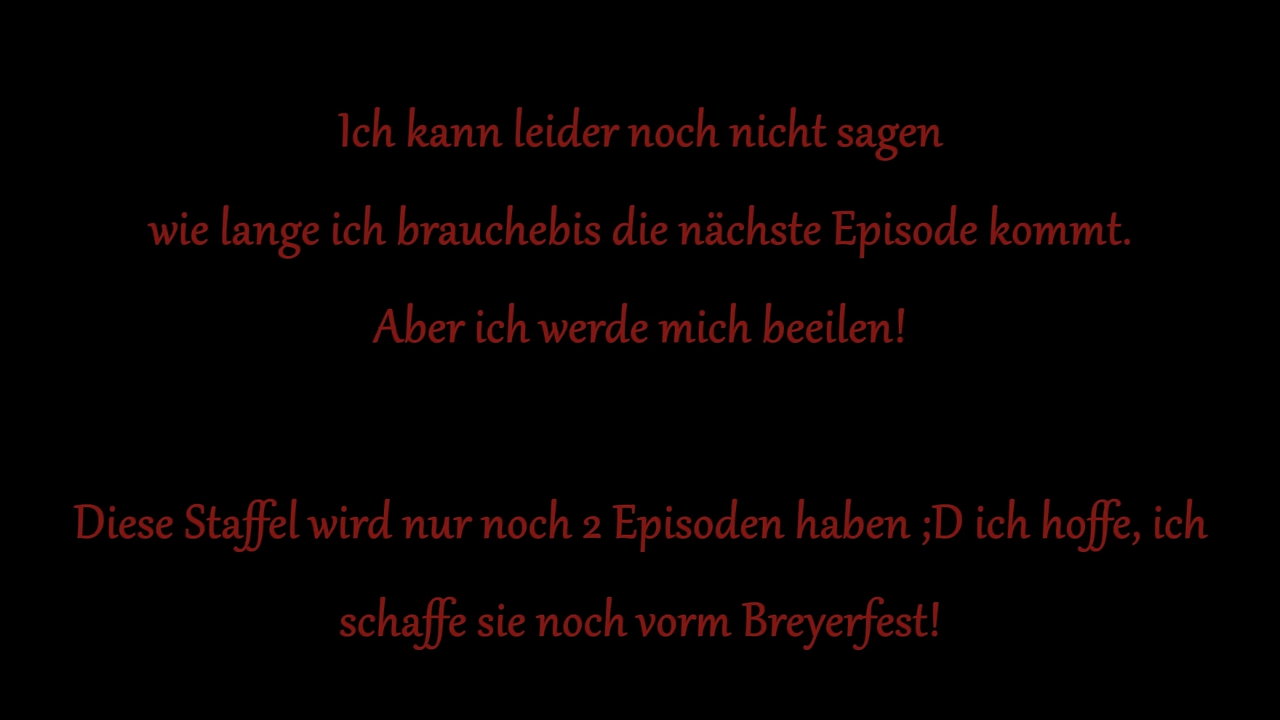 Ich kann leider noch nicht sagen
wie lange ich brauchebis die nächste Episode kommt.
Aber ich werde mich beeilen!
Diese Staffel wird nur noch 2 Episoden haben ;D ich hoffe, ich
schaffe sie noch vorm Breyerfest!